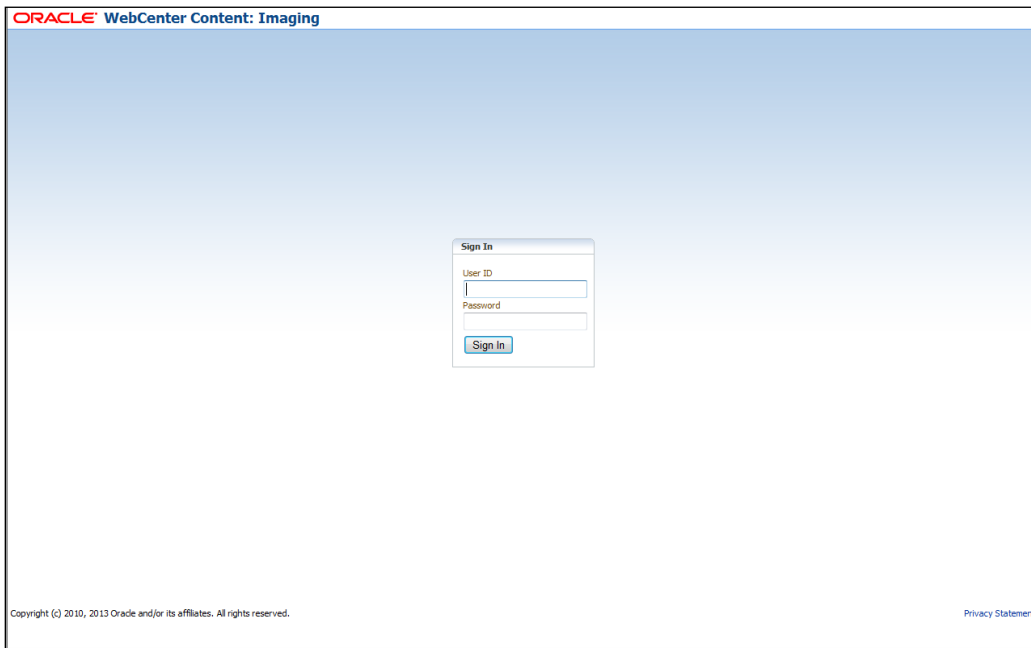 ORACLE® WebCenter Content: Imaging
Sign In
User ID
Password
Sign In
Copyright (c) 2010, 2013 Oracle and/or its affiliates. All rights reserved.
Privacy Statemen